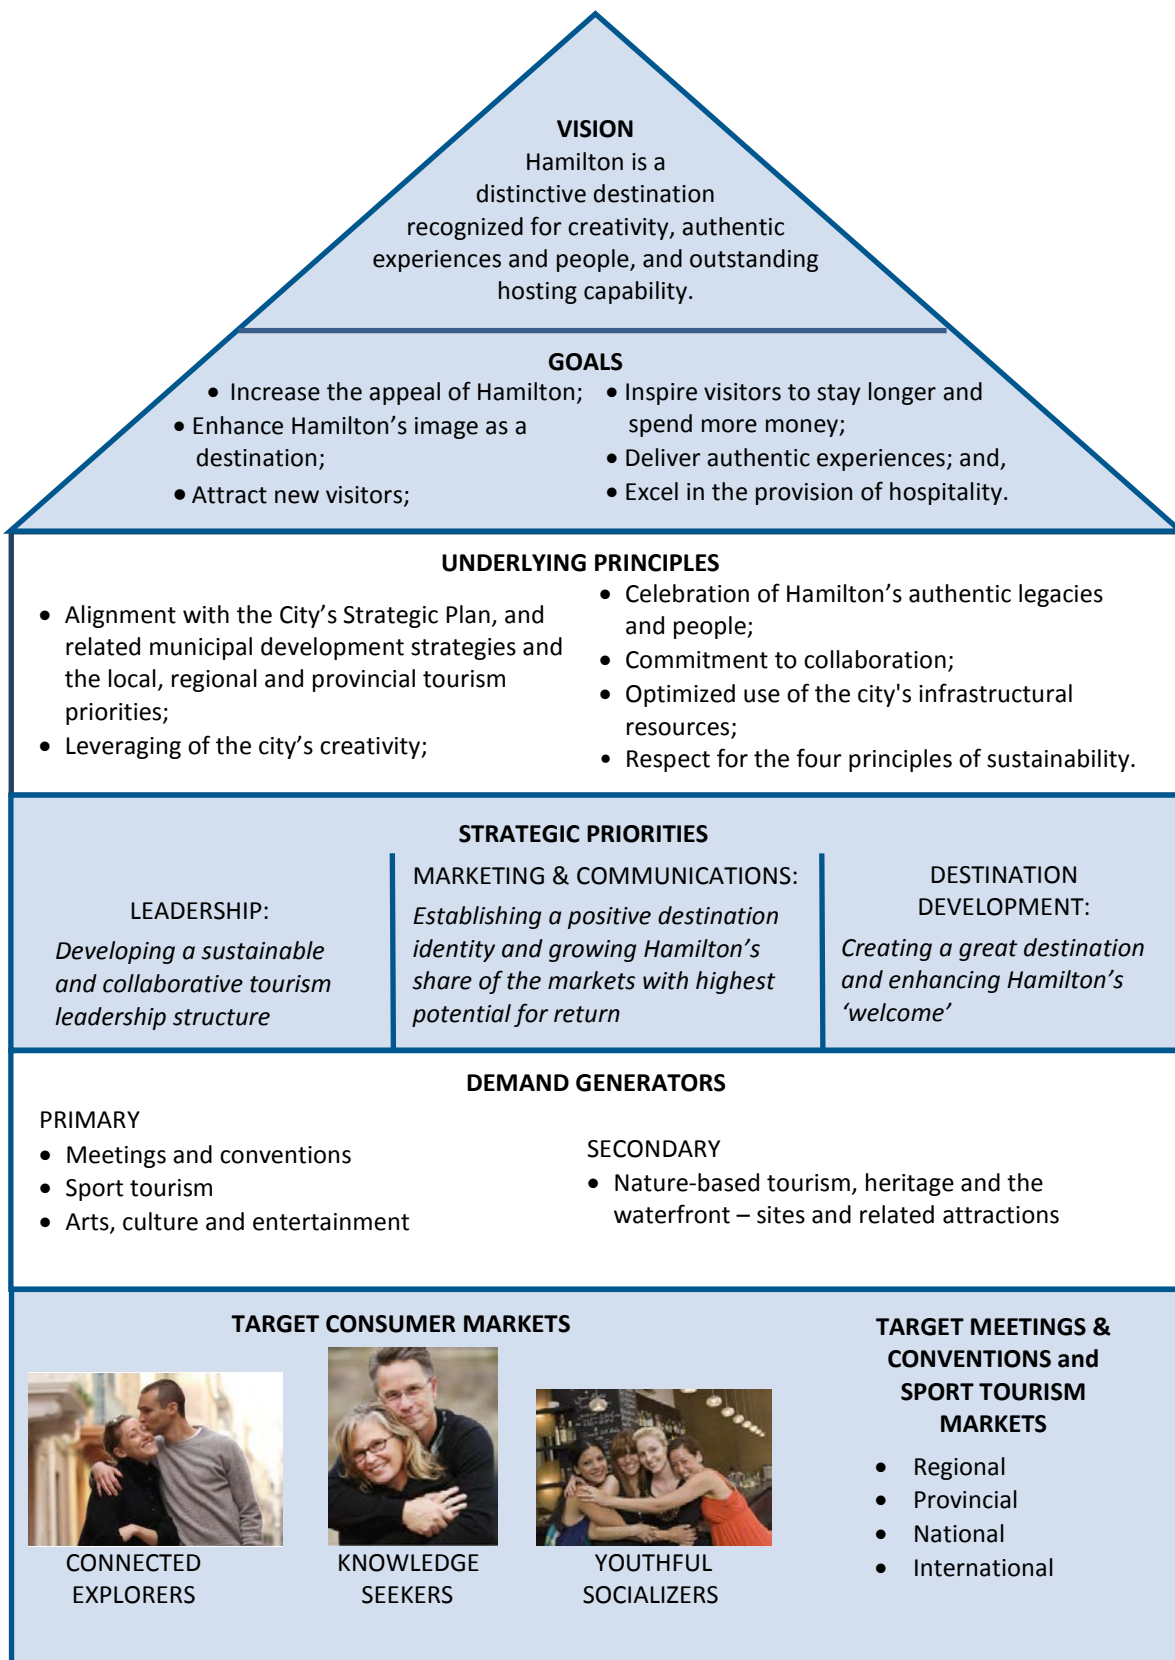 VISION
Hamilton is a
distinctive destination
recognized for creativity, authentic
experiences and people, and outstanding
hosting capability.
GOALS
• Increase the appeal of Hamilton;
• Enhance Hamilton’s image as a
destination;
• Attract new visitors;
• Inspire visitors to stay longer and
spend more money;
• Deliver authentic experiences; and,
• Excel in the provision of hospitality.
UNDERLYING PRINCIPLES
• Alignment with the City’s Strategic Plan, and
related municipal development strategies and
the local, regional and provincial tourism
priorities;
• Leveraging of the city’s creativity;
• Celebration of Hamilton’s authentic legacies
and people;
• Commitment to collaboration;
• Optimized use of the city's infrastructural
resources;
• Respect for the four principles of sustainability.
STRATEGIC PRIORITIES
LEADERSHIP:
Developing a sustainable
and collaborative tourism
leadership structure
MARKETING & COMMUNICATIONS:
Establishing a positive destination
identity and growing Hamilton’s
share of the markets with highest
potential for return
DESTINATION
DEVELOPMENT:
Creating a great destination
and enhancing Hamilton’s
‘welcome’
DEMAND GENERATORS
PRIMARY
• Meetings and conventions
• Sport tourism
• Arts, culture and entertainment
SECONDARY
• Nature-based tourism, heritage and the
waterfront – sites and related attractions
TARGET CONSUMER MARKETS
CONNECTED
EXPLORERS
KNOWLEDGE
SEEKERS
YOUTHFUL
SOCIALIZERS
TARGET MEETINGS &
CONVENTIONS and
SPORT TOURISM
MARKETS
• Regional
• Provincial
• National
• International